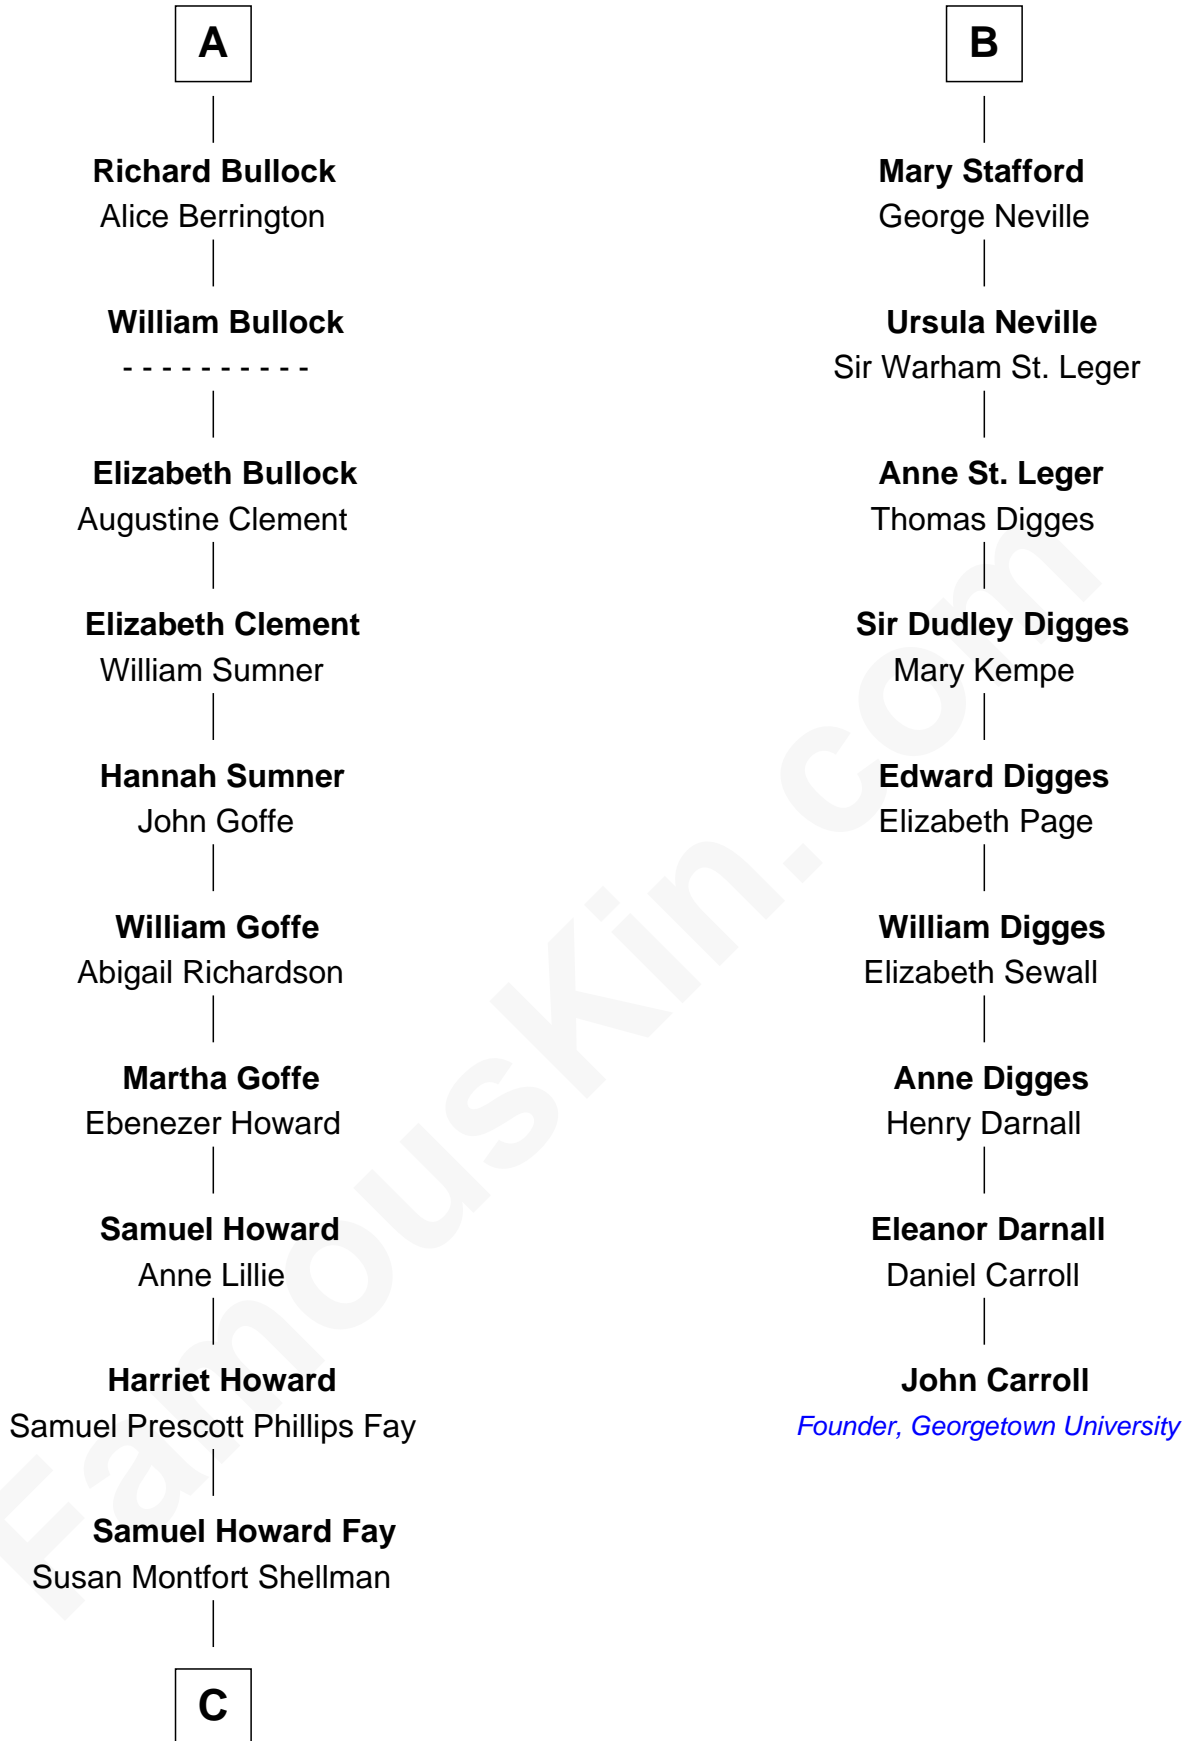 A
Richard Bullock
Alice Berrington
William Bullock
- - - - - - - - - -
Elizabeth Bullock
Augustine Clement
Elizabeth Clement
William Sumner
Hannah Sumner
John Goffe
William Goffe
Abigail Richardson
Martha Goffe
Ebenezer Howard
Samuel Howard
Anne Lillie
Harriet Howard
Samuel Prescott Phillips Fay
Samuel Howard Fay
Susan Montfort Shellman
C
B
Mary Stafford
George Neville
Ursula Neville
Sir Warham St. Leger
Anne St. Leger
Thomas Digges
Sir Dudley Digges
Mary Kempe
Edward Digges
Elizabeth Page
William Digges
Elizabeth Sewall
Anne Digges
Henry Darnall
Eleanor Darnall
Daniel Carroll
John Carroll
Founder, Georgetown University
FamousKin.com